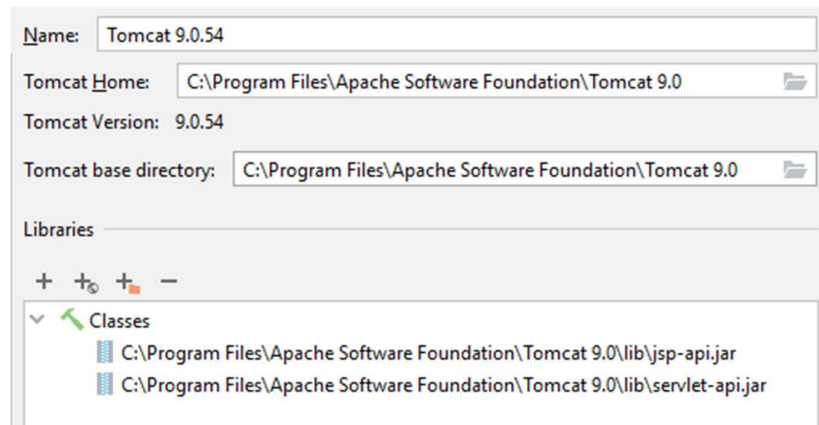 Name: Tomcat 9.0.54
Tomcat Home: C:\Program Files\Apache Software Foundation\Tomcat 9.0
Tomcat Version: 9.0.54
Tomcat base directory: C:\Program Files\Apache Software Foundation\Tomcat 9.0
Libraries
Classes
C:\Program Files\Apache Software Foundation\Tomcat 9.0\lib\jsp-api.jar
C:\Program Files\Apache Software Foundation\Tomcat 9.0\lib\servlet-api.jar